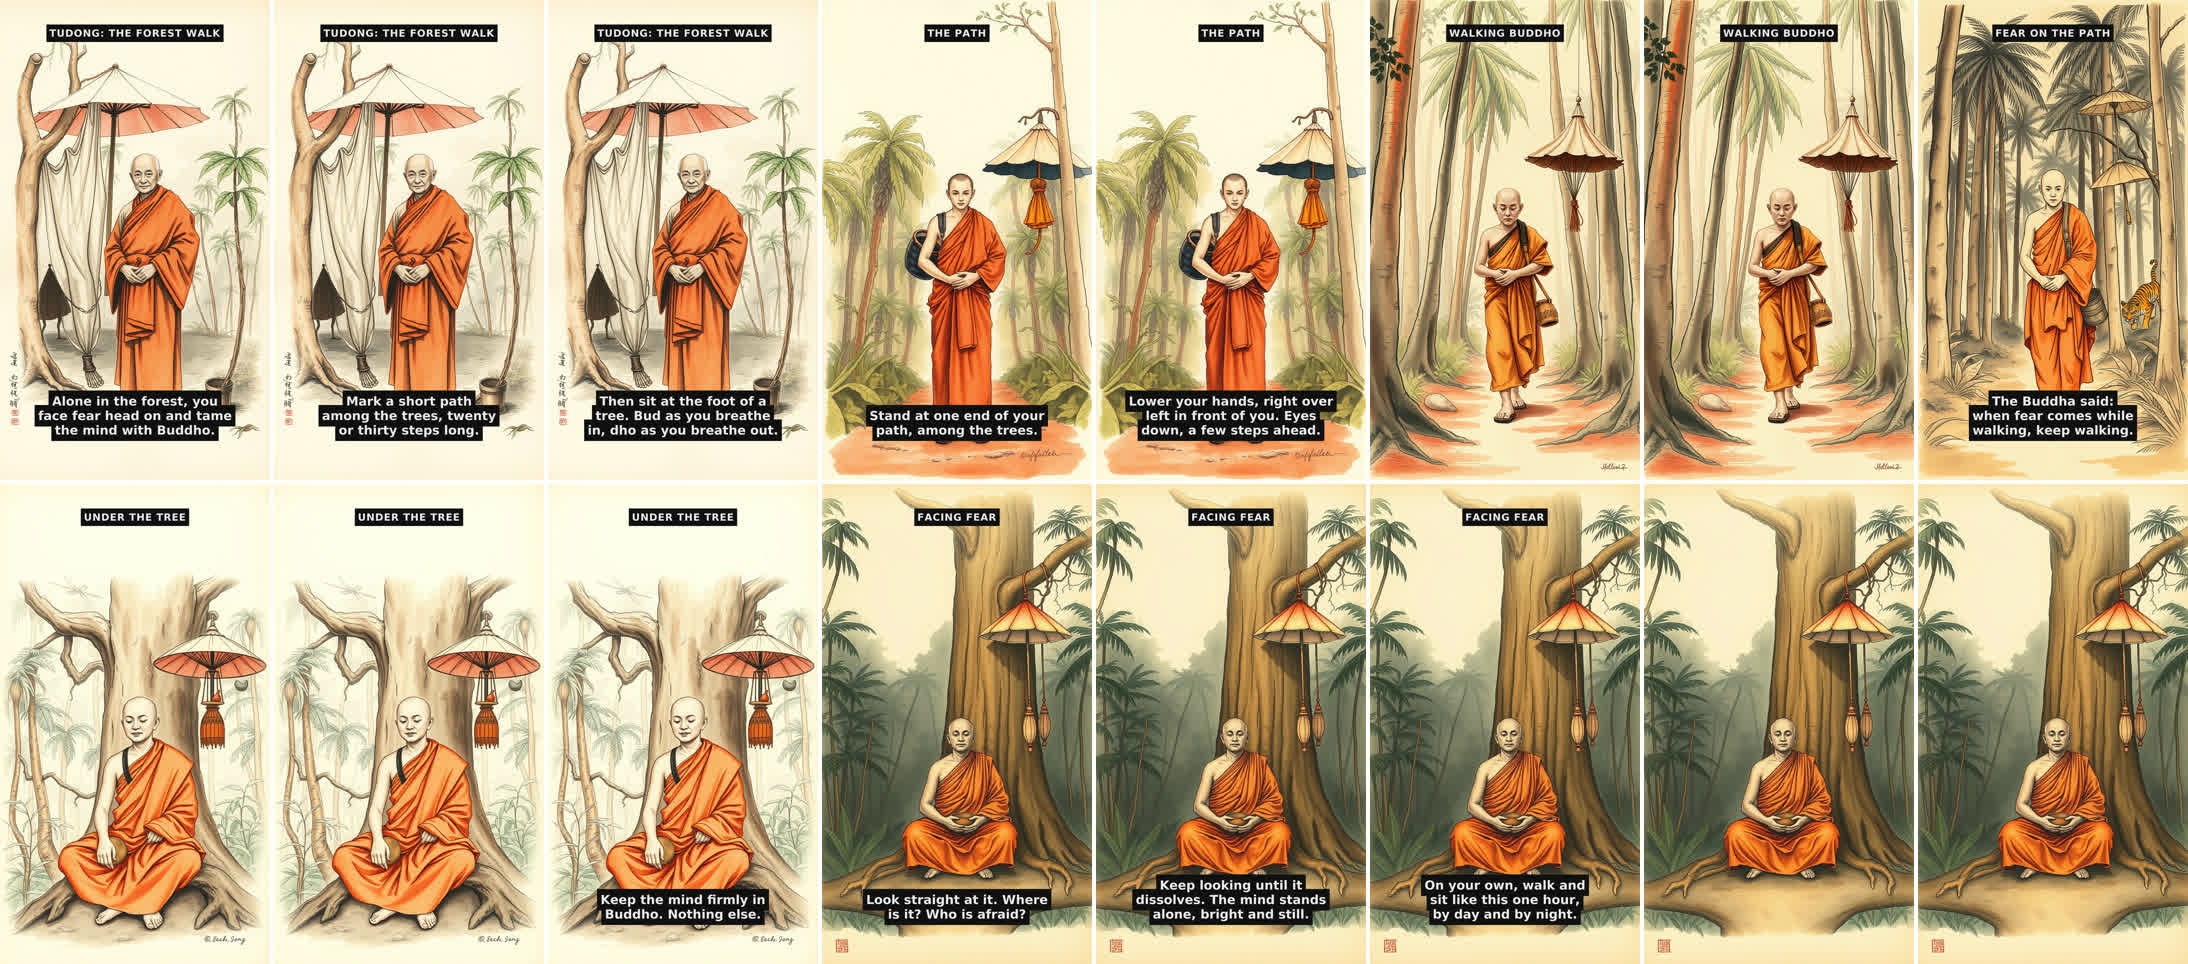 TUDONG: THE FOREST WALK
Alone in the forest, you
face fear head on and tame
the mind with Buddho.
TUDONG: THE FOREST WALK
Mark a short path
among the trees, twenty
or thirty steps long.
TUDONG: THE FOREST WALK
Then sit at the foot of a
tree. Bud as you breathe
in, dho as you breathe out.
THE PATH
Stand at one end of your
path, among the trees.
THE PATH
Lower your hands, right over
left in front of you. Eyes
down, a few steps ahead.
WALKING BUDDHO
WALKING BUDDHO
FEAR ON THE PATH
The Buddha said:
when fear comes while
walking, keep walking.
UNDER THE TREE
UNDER THE TREE
UNDER THE TREE
Keep the mind firmly in
Buddho. Nothing else.
FACING FEAR
Look straight at it. Where
is it? Who is afraid?
FACING FEAR
Keep looking until it
dissolves. The mind stands
alone, bright and still.
FACING FEAR
On your own, walk and
sit like this one hour,
by day and by night.